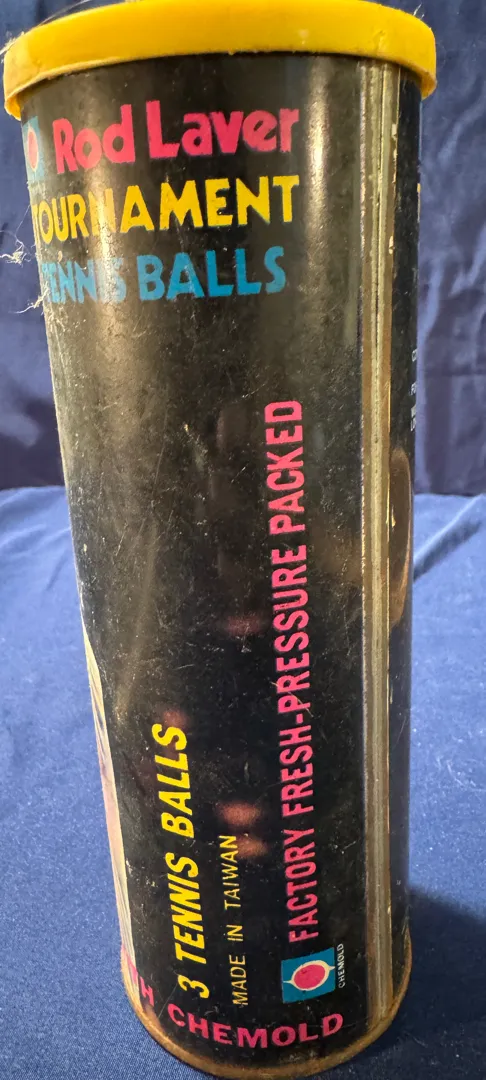 Rod Laver
TOURNAMENT
TENNIS BALLS
FACTORY FRESH-PRESSURE PACKED
3 TENNIS BALLS
MADE IN TAIWAN
CHEMOLD
CHEMOLD